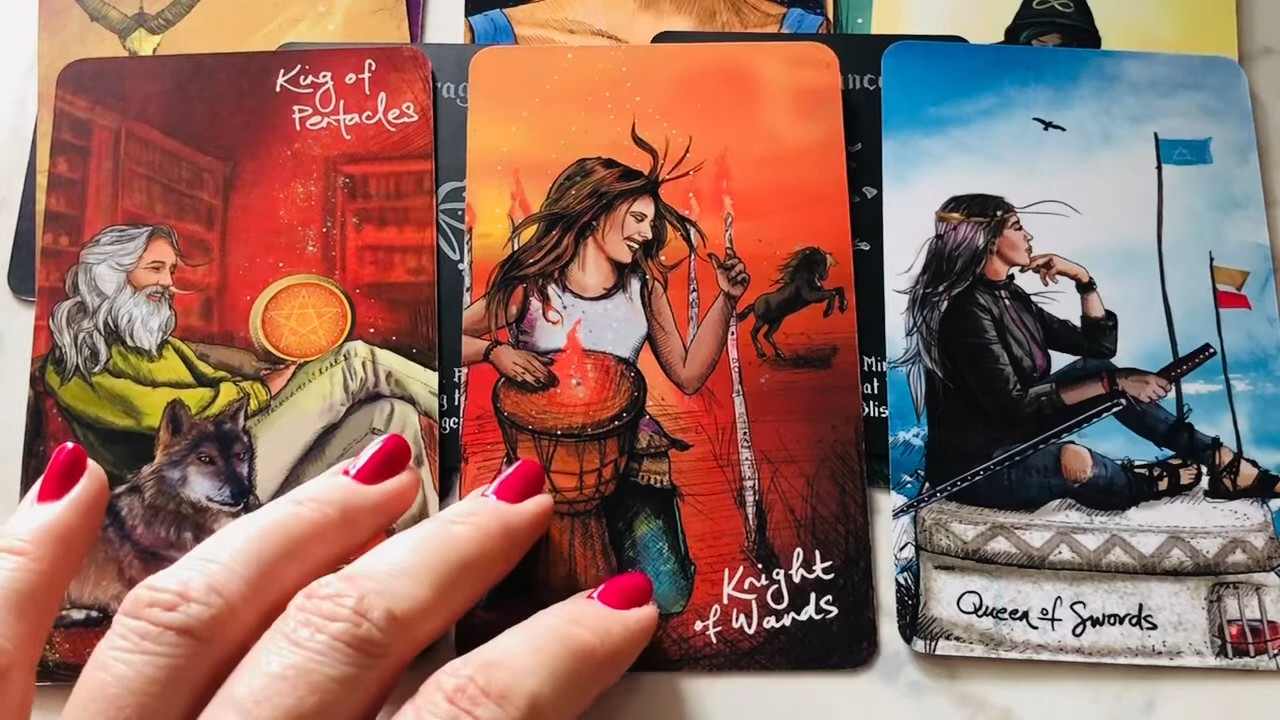 King of
Pentacles
Knight
of Wands
Queen of Swords